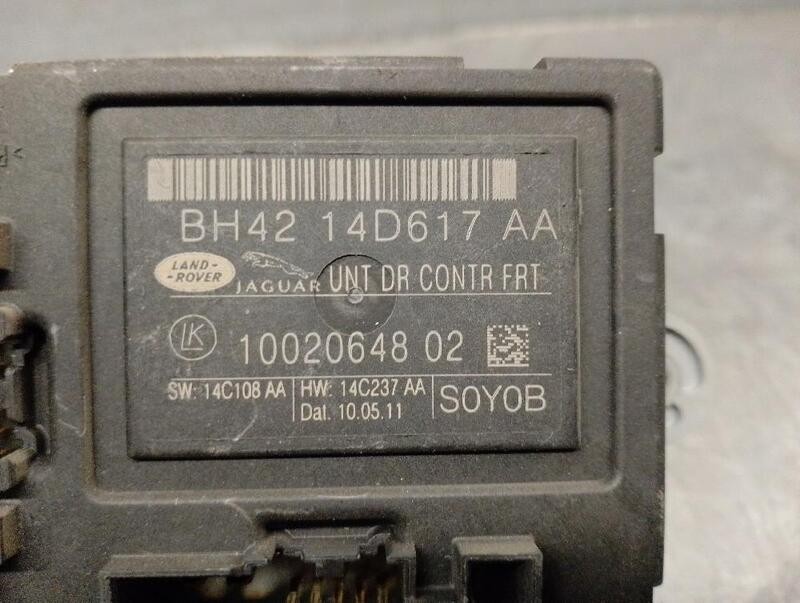 BH42 14D617 AA
LAND-
-ROVER
JAGUAR UNT DR CONTR FRT
LK 10020648 02
SW: 14C108 AA HW: 14C237 AA
Dat. 10.05.11 S0Y0B